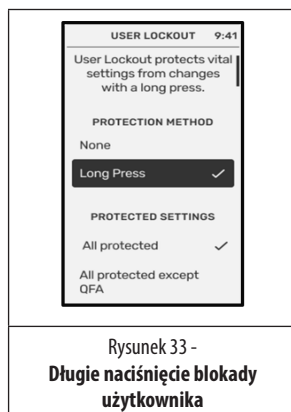 USER LOCKOUT 9:41
User Lockout protects vital
settings from changes
with a long press.
PROTECTION METHOD
None
Long Press
PROTECTED SETTINGS
All protected
All protected except
QFA
Rysunek 33 -
Długie naciśnięcie blokady
użytkownika